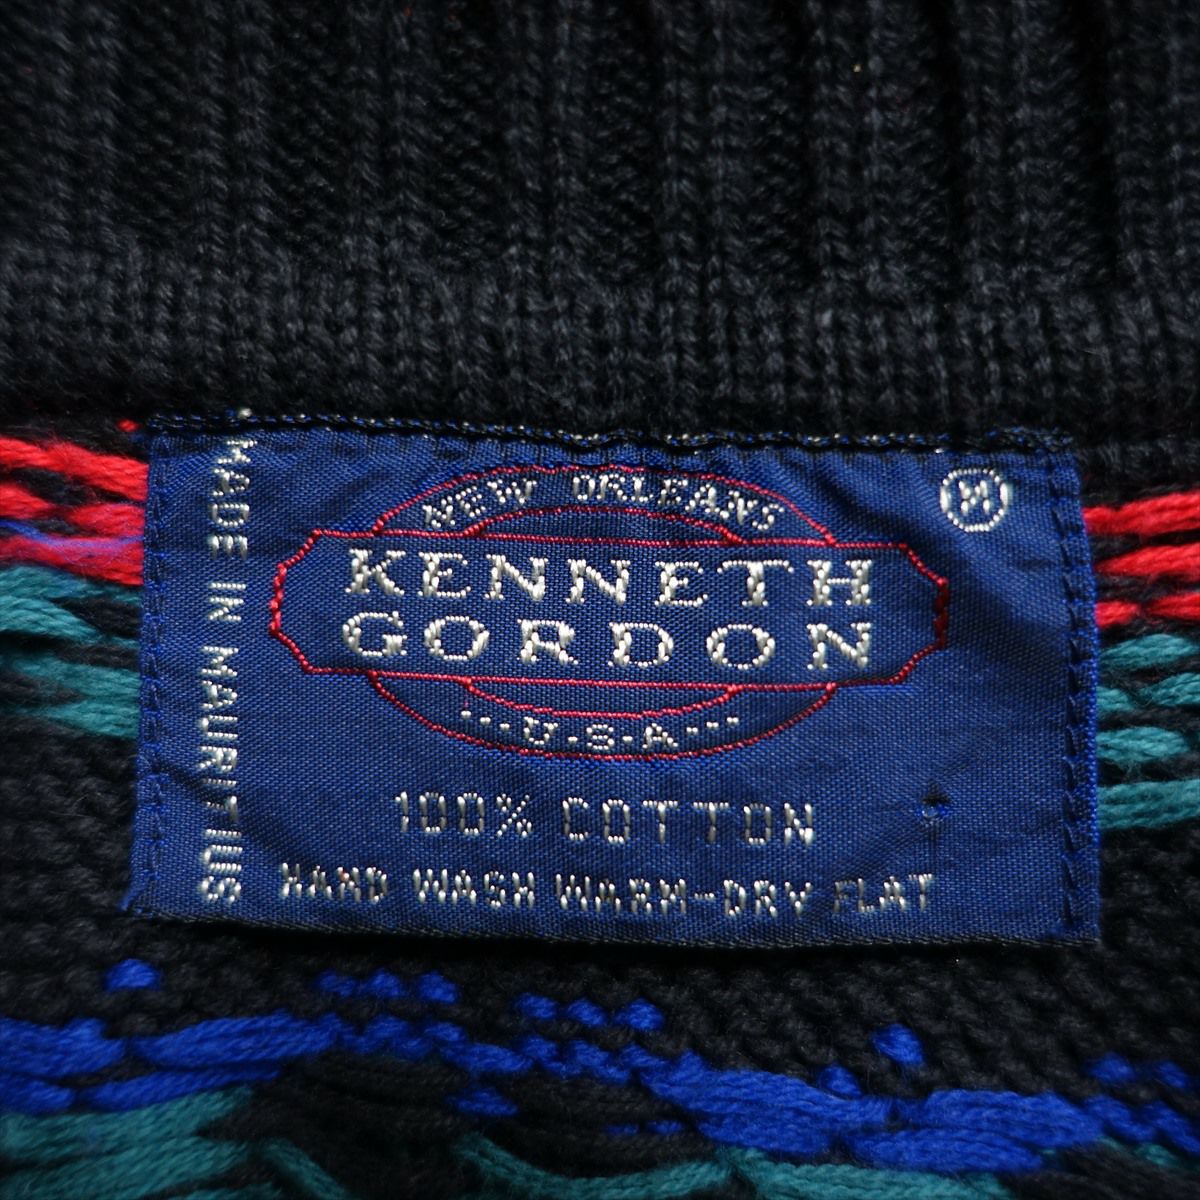 NEW ORLEANS
KENNETH
GORDON
U·S·A
100% COTTON
HAND WASH WARM-DRY FLAT
MADE IN MAURITIUS
M